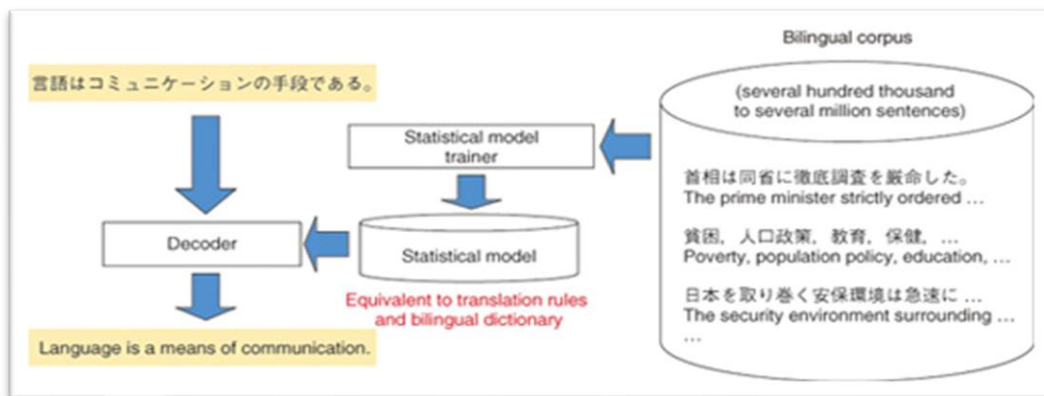 Bilingual corpus
(several hundred thousand
to several million sentences)
首相は同省に徹底調査を厳命した。
The prime minister strictly ordered ...
貧困，人口政策，教育，保健，...
Poverty, population policy, education, ...
日本を取り巻く安保環境は急速に ...
The security environment surrounding ...
...
Statistical model
trainer
Statistical model
Equivalent to translation rules
and bilingual dictionary
言語はコミュニケーションの手段である。
Decoder
Language is a means of communication.